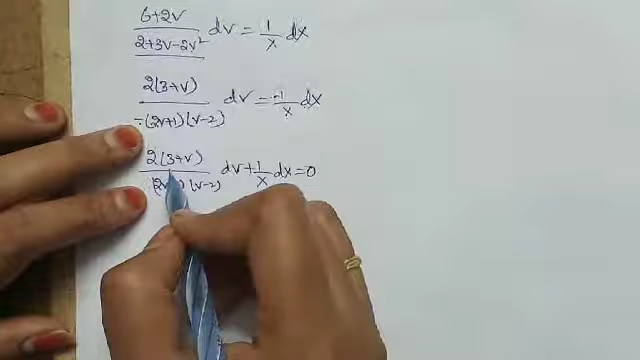 6+2v / 2+3v-2v² dv = 1/x dx
2(3+v) / -(2v+1)(v-2) dv = -1/x dx
2(3+v) / (2v )(v-2) dv + 1/x dx = 0